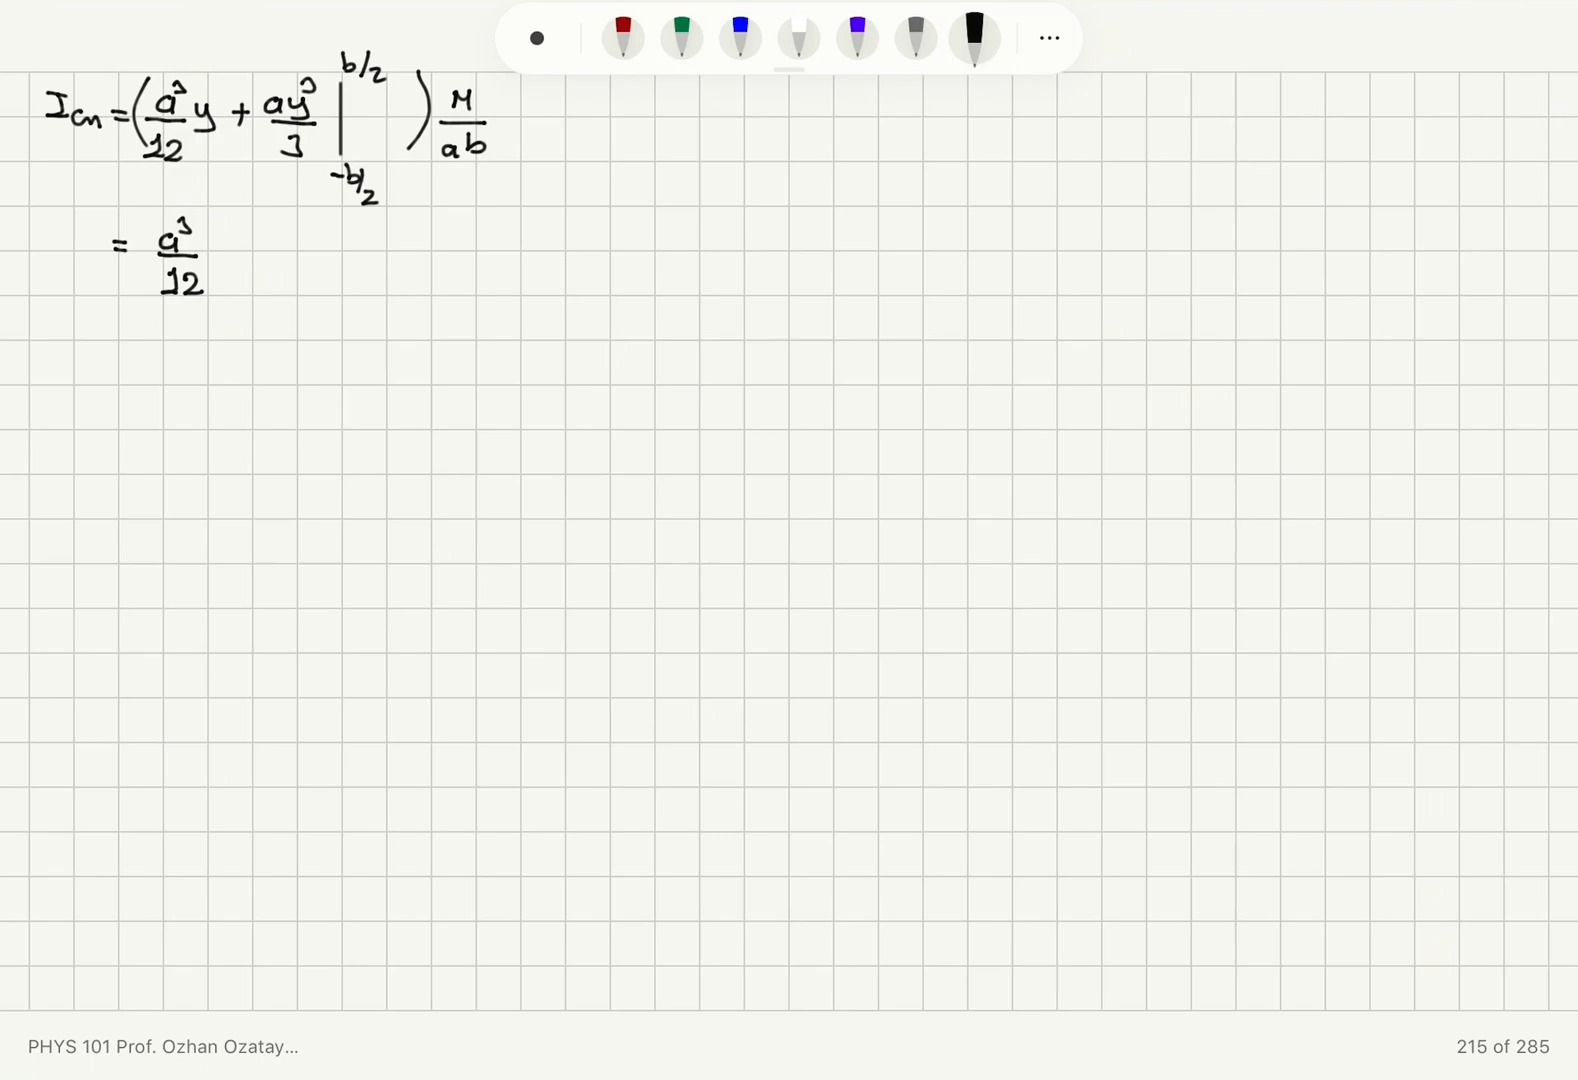 I_cm = ( a³/12 y + ay³/3 |_{-b/2}^{b/2} ) M/ab
= a³/12
PHYS 101 Prof. Ozhan Ozatay...
215 of 285